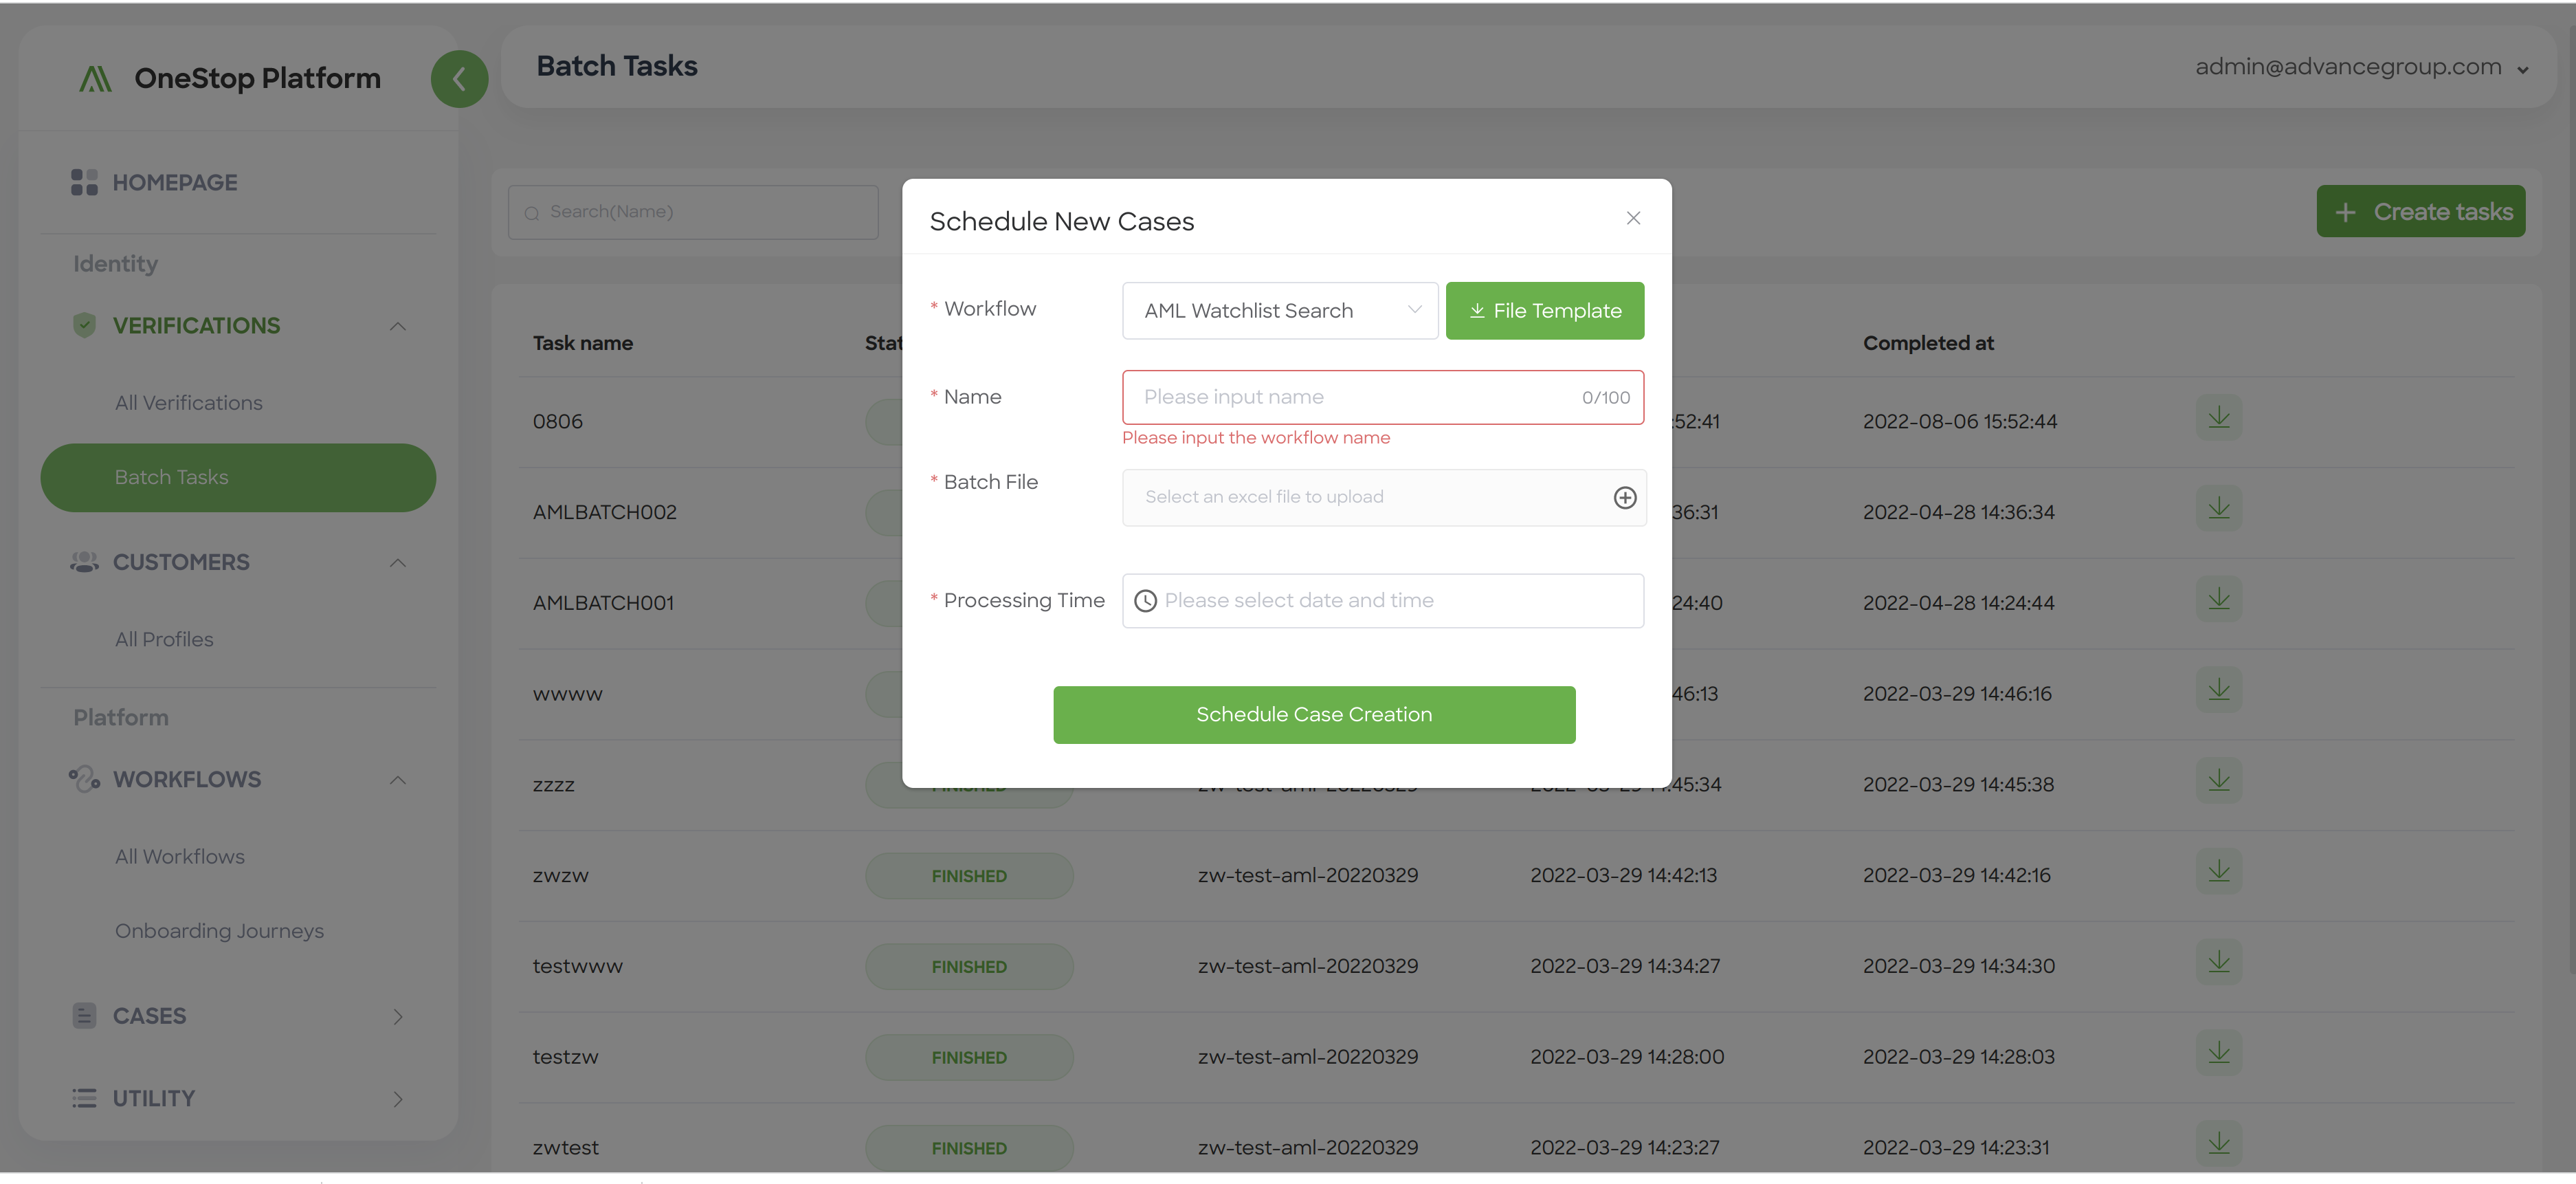 OneStop Platform
Batch Tasks
admin@advancegroup.com
HOMEPAGE
Identity
VERIFICATIONS
All Verifications
Batch Tasks
CUSTOMERS
All Profiles
Platform
WORKFLOWS
All Workflows
Onboarding Journeys
CASES
UTILITY
Search(Name)
+ Create tasks
Schedule New Cases
* Workflow
AML Watchlist Search
File Template
* Name
Please input name
0/100
Please input the workflow name
* Batch File
Select an excel file to upload
* Processing Time
Please select date and time
Schedule Case Creation
Task name Stat Completed at
0806 :52:41 2022-08-06 15:52:44
AMLBATCH002 36:31 2022-04-28 14:36:34
AMLBATCH001 24:40 2022-04-28 14:24:44
wwww 46:13 2022-03-29 14:46:16
zzzz FINISHED zw-test-aml-20220329 2022-03-29 14:45:34 2022-03-29 14:45:38
zwzw FINISHED zw-test-aml-20220329 2022-03-29 14:42:13 2022-03-29 14:42:16
testwww FINISHED zw-test-aml-20220329 2022-03-29 14:34:27 2022-03-29 14:34:30
testzw FINISHED zw-test-aml-20220329 2022-03-29 14:28:00 2022-03-29 14:28:03
zwtest FINISHED zw-test-aml-20220329 2022-03-29 14:23:27 2022-03-29 14:23:31